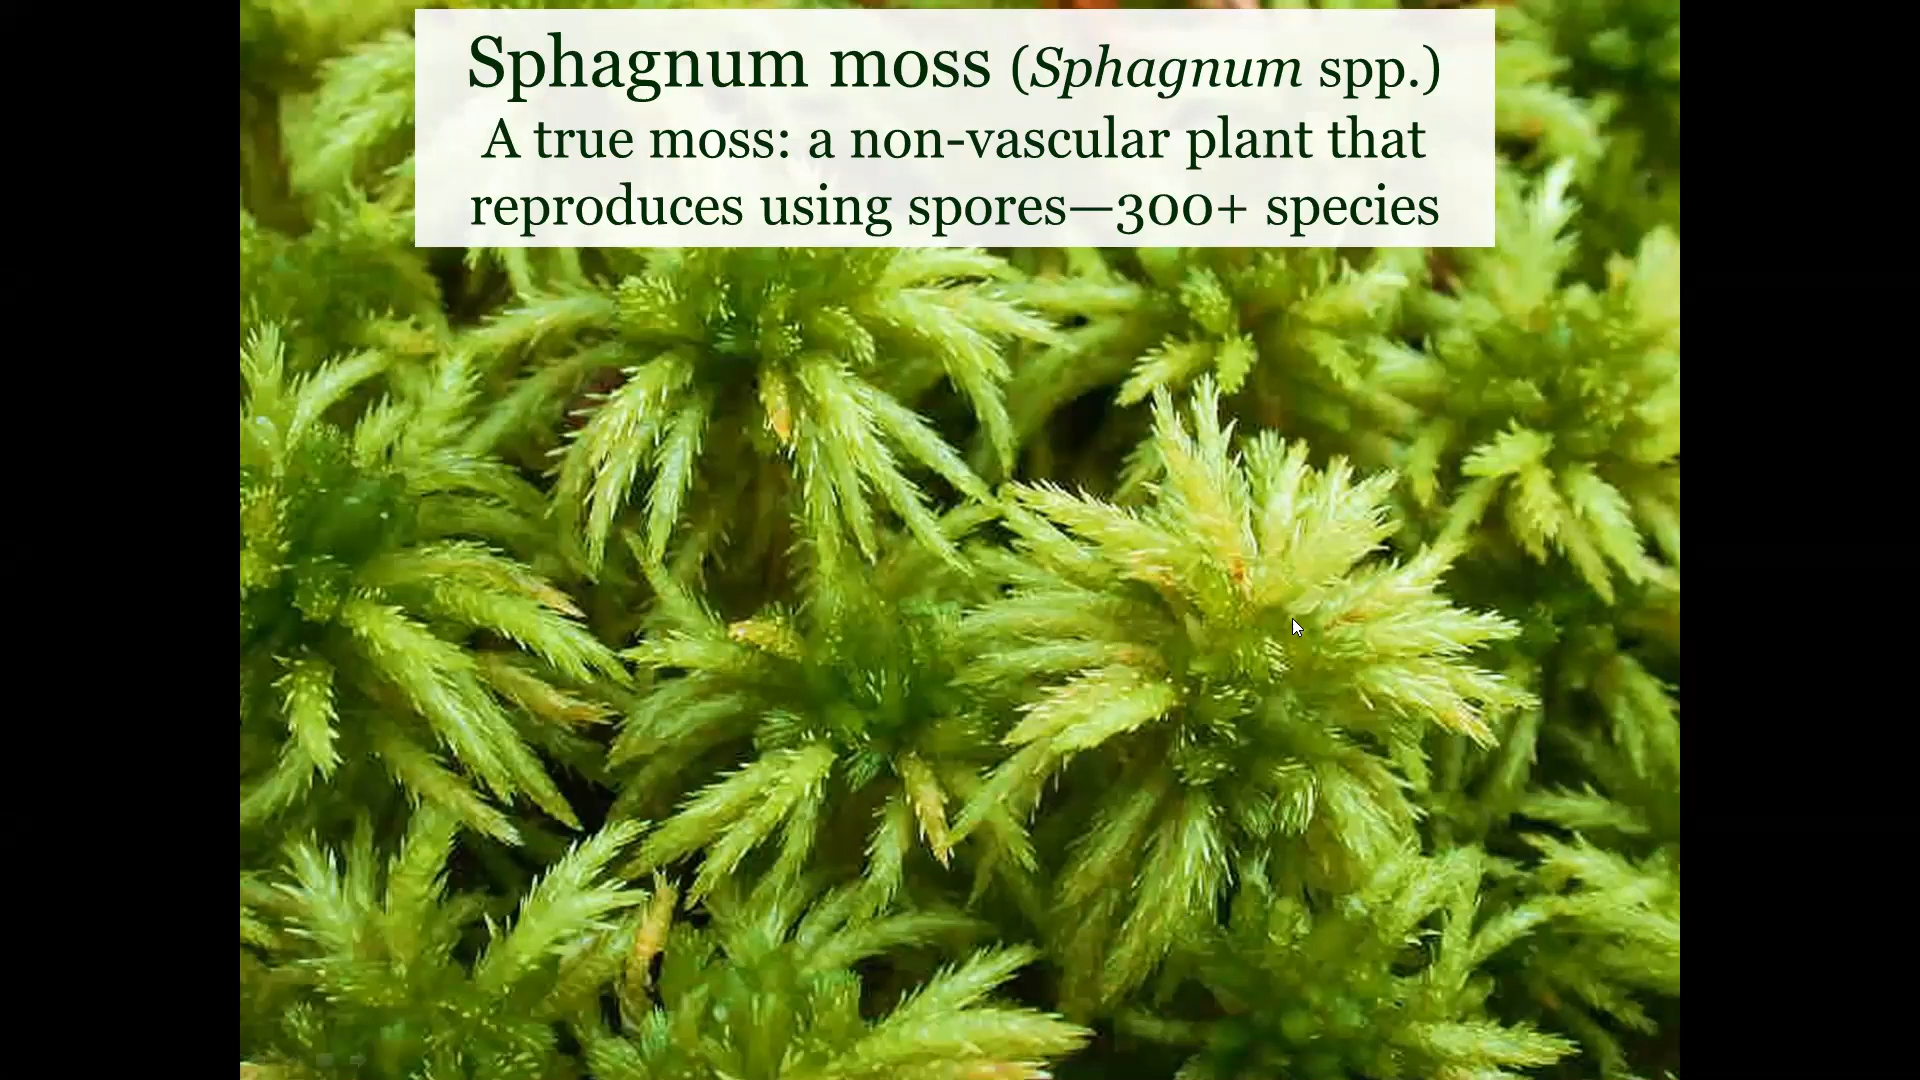 Sphagnum moss (Sphagnum spp.)
A true moss: a non-vascular plant that
reproduces using spores—300+ species